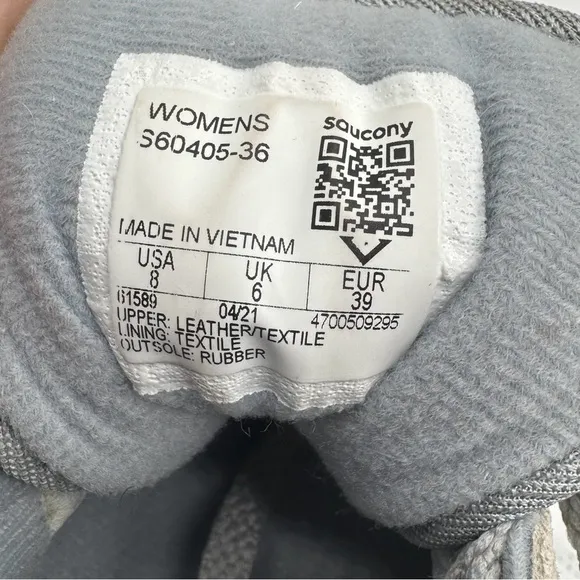 WOMENS
S60405-36
saucony
MADE IN VIETNAM
USA UK EUR
8 6 39
61589 04/21 4700509295
UPPER: LEATHER/TEXTILE
LINING: TEXTILE
OUTSOLE: RUBBER